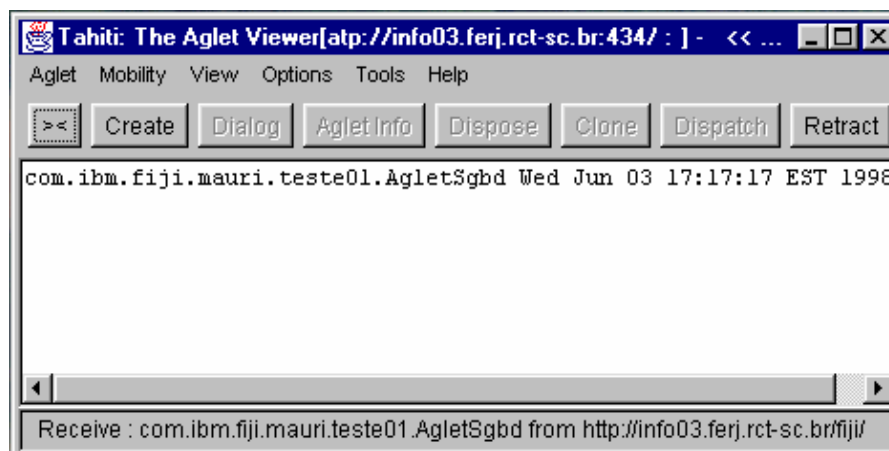 Tahiti: The Aglet Viewer[atp://info03.ferj.rct-sc.br:434/ : ] - << ...
Aglet Mobility View Options Tools Help
>< Create Dialog Aglet Info Dispose Clone Dispatch Retract
com.ibm.fiji.mauri.teste01.AgletSgbd Wed Jun 03 17:17:17 EST 1998
Receive : com.ibm.fiji.mauri.teste01.AgletSgbd from http://info03.ferj.rct-sc.br/fiji/